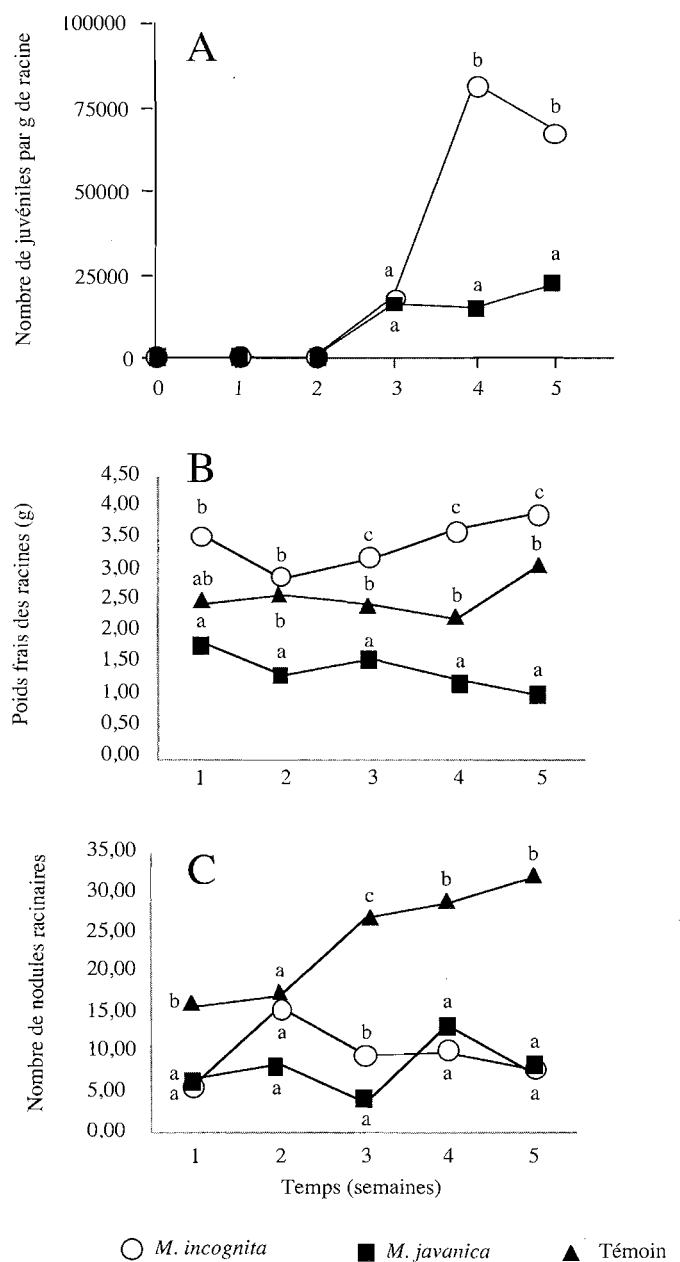 A
Nombre de juvéniles par g de racine
100000
75000
50000
25000
0
b
b
a
a
a
a
0 1 2 3 4 5
B
Poids frais des racines (g)
4,50
4,00
3,50
3,00
2,50
2,00
1,50
1,00
0,50
0,00
b
b
c
c
c
ab
b
b
b
b
a
a
a
a
a
1 2 3 4 5
C
Nombre de nodules racinaires
35,00
30,00
25,00
20,00
15,00
10,00
5,00
0,00
b
a
c
b
b
a
b
a
a
a
a
a
a
a
a
1 2 3 4 5
Temps (semaines)
M. incognita M. javanica Témoin